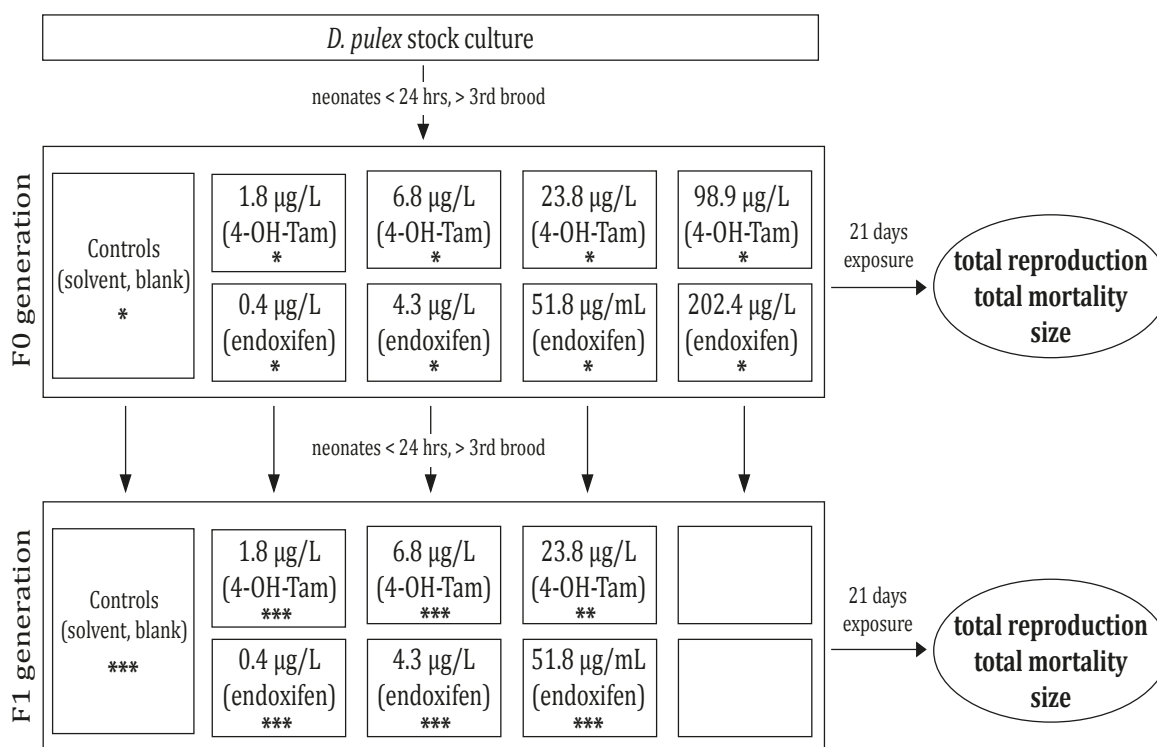 D. pulex stock culture
neonates < 24 hrs, > 3rd brood
F0 generation
Controls
(solvent, blank)
*
1.8 µg/L
(4-OH-Tam)
*
6.8 µg/L
(4-OH-Tam)
*
23.8 µg/L
(4-OH-Tam)
*
98.9 µg/L
(4-OH-Tam)
*
0.4 µg/L
(endoxifen)
*
4.3 µg/L
(endoxifen)
*
51.8 µg/mL
(endoxifen)
*
202.4 µg/L
(endoxifen)
*
21 days
exposure
total reproduction
total mortality
size
neonates < 24 hrs, > 3rd brood
F1 generation
Controls
(solvent, blank)
***
1.8 µg/L
(4-OH-Tam)
***
6.8 µg/L
(4-OH-Tam)
***
23.8 µg/L
(4-OH-Tam)
**
0.4 µg/L
(endoxifen)
***
4.3 µg/L
(endoxifen)
***
51.8 µg/mL
(endoxifen)
***
21 days
exposure
total reproduction
total mortality
size